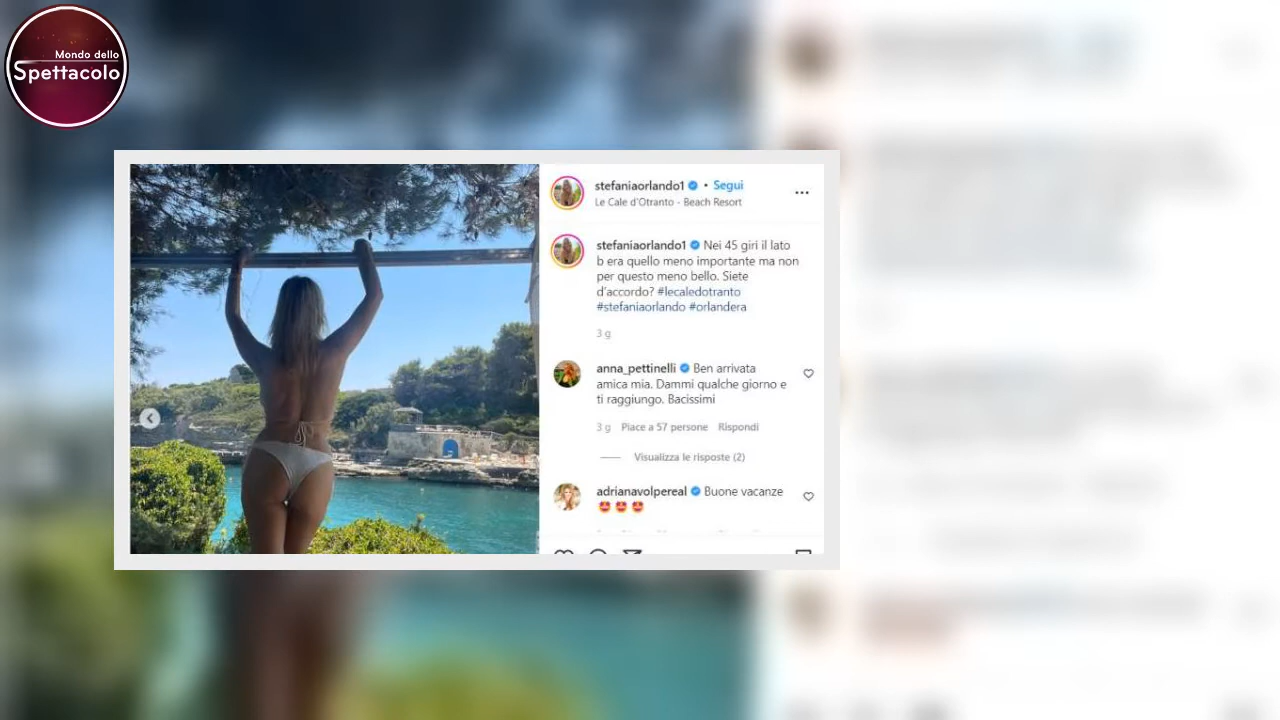 Mondo dello
Spettacolo
stefaniaorlando1 • Segui
Le Cale d'Otranto - Beach Resort
stefaniaorlando1 Nei 45 giri il lato
b era quello meno importante ma non
per questo meno bello. Siete
d'accordo? #lecaledotranto
#stefaniaorlando #orlandera
3 g
anna_pettinelli Ben arrivata
amica mia. Dammi qualche giorno e
ti raggiungo. Bacissimi
3 g Piace a 57 persone Rispondi
Visualizza le risposte (2)
adrianavolpereal Buone vacanze
🤩🤩🤩